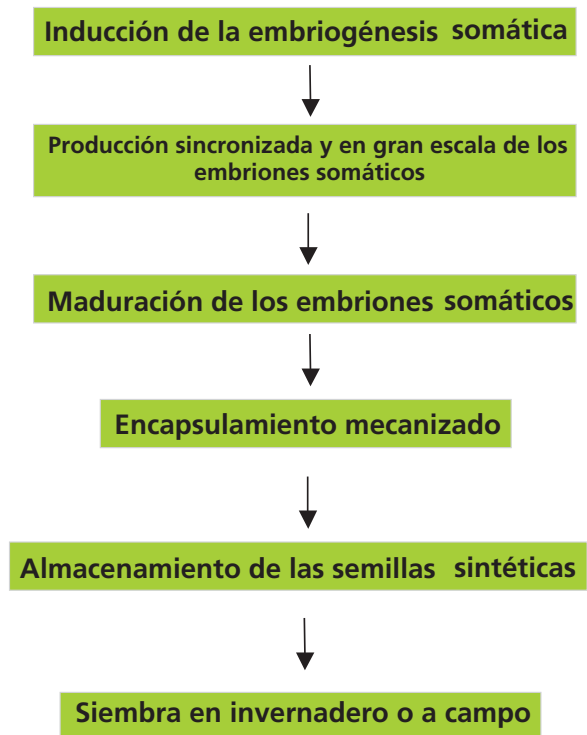 Inducción de la embriogénesis somática
Producción sincronizada y en gran escala de los
embriones somáticos
Maduración de los embriones somáticos
Encapsulamiento mecanizado
Almacenamiento de las semillas sintéticas
Siembra en invernadero o a campo